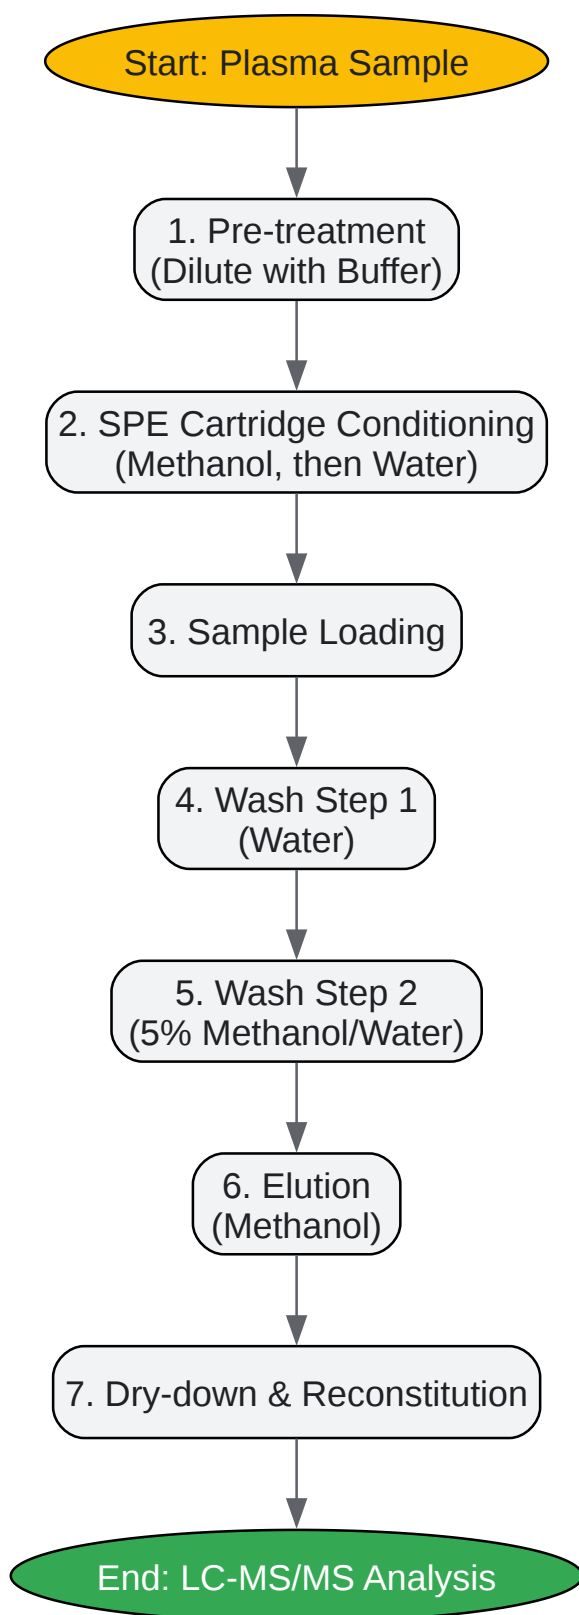 Start: Plasma Sample
1. Pre-treatment
(Dilute with Buffer)
2. SPE Cartridge Conditioning
(Methanol, then Water)
3. Sample Loading
4. Wash Step 1
(Water)
5. Wash Step 2
(5% Methanol/Water)
6. Elution
(Methanol)
7. Dry-down & Reconstitution
End: LC-MS/MS Analysis